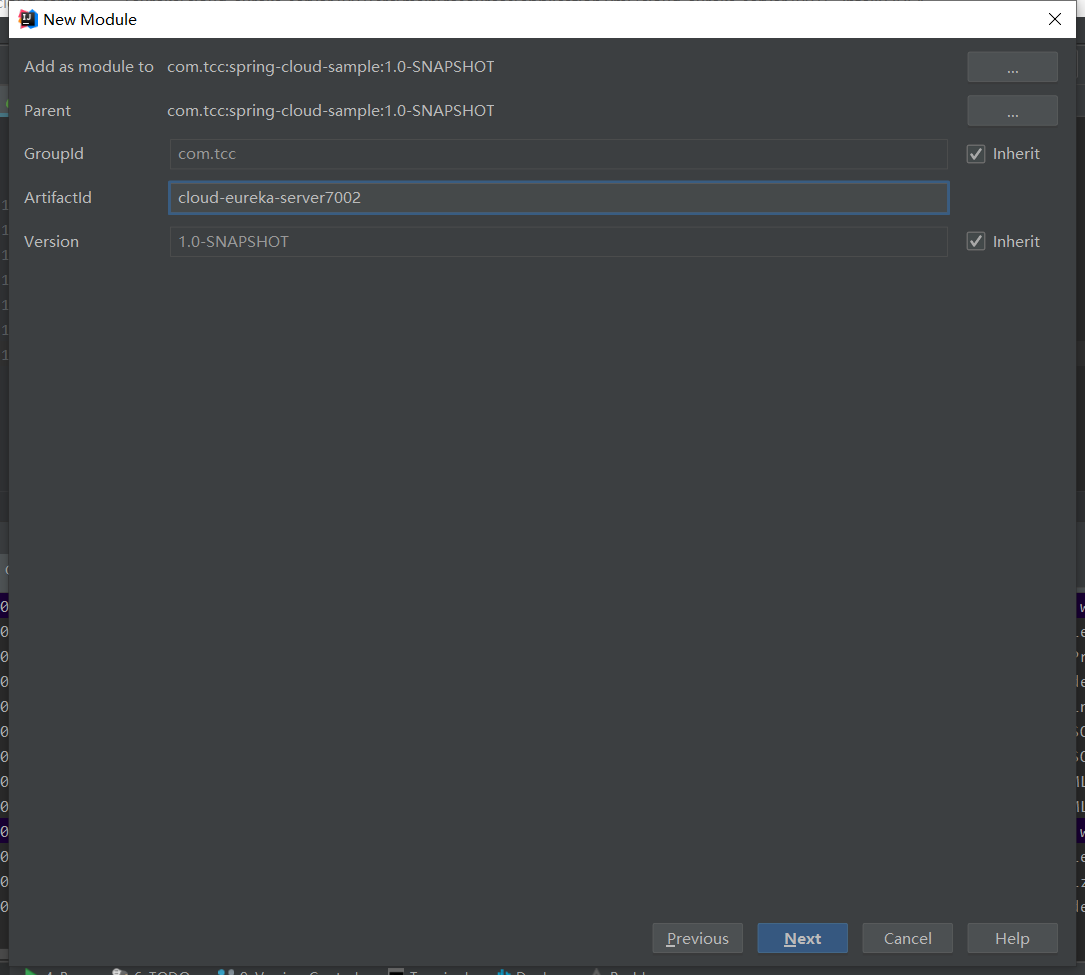 New Module
Add as module to com.tcc:spring-cloud-sample:1.0-SNAPSHOT ...
Parent com.tcc:spring-cloud-sample:1.0-SNAPSHOT ...
GroupId com.tcc Inherit
ArtifactId cloud-eureka-server7002
Version 1.0-SNAPSHOT Inherit
Previous Next Cancel Help